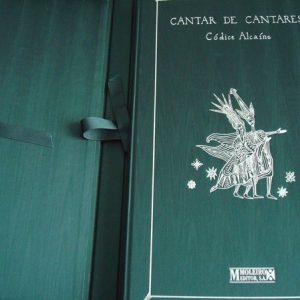 CANTAR DE CANTARES
Códice Alcaíno
M MOLEIRO
EDITOR, S.A.